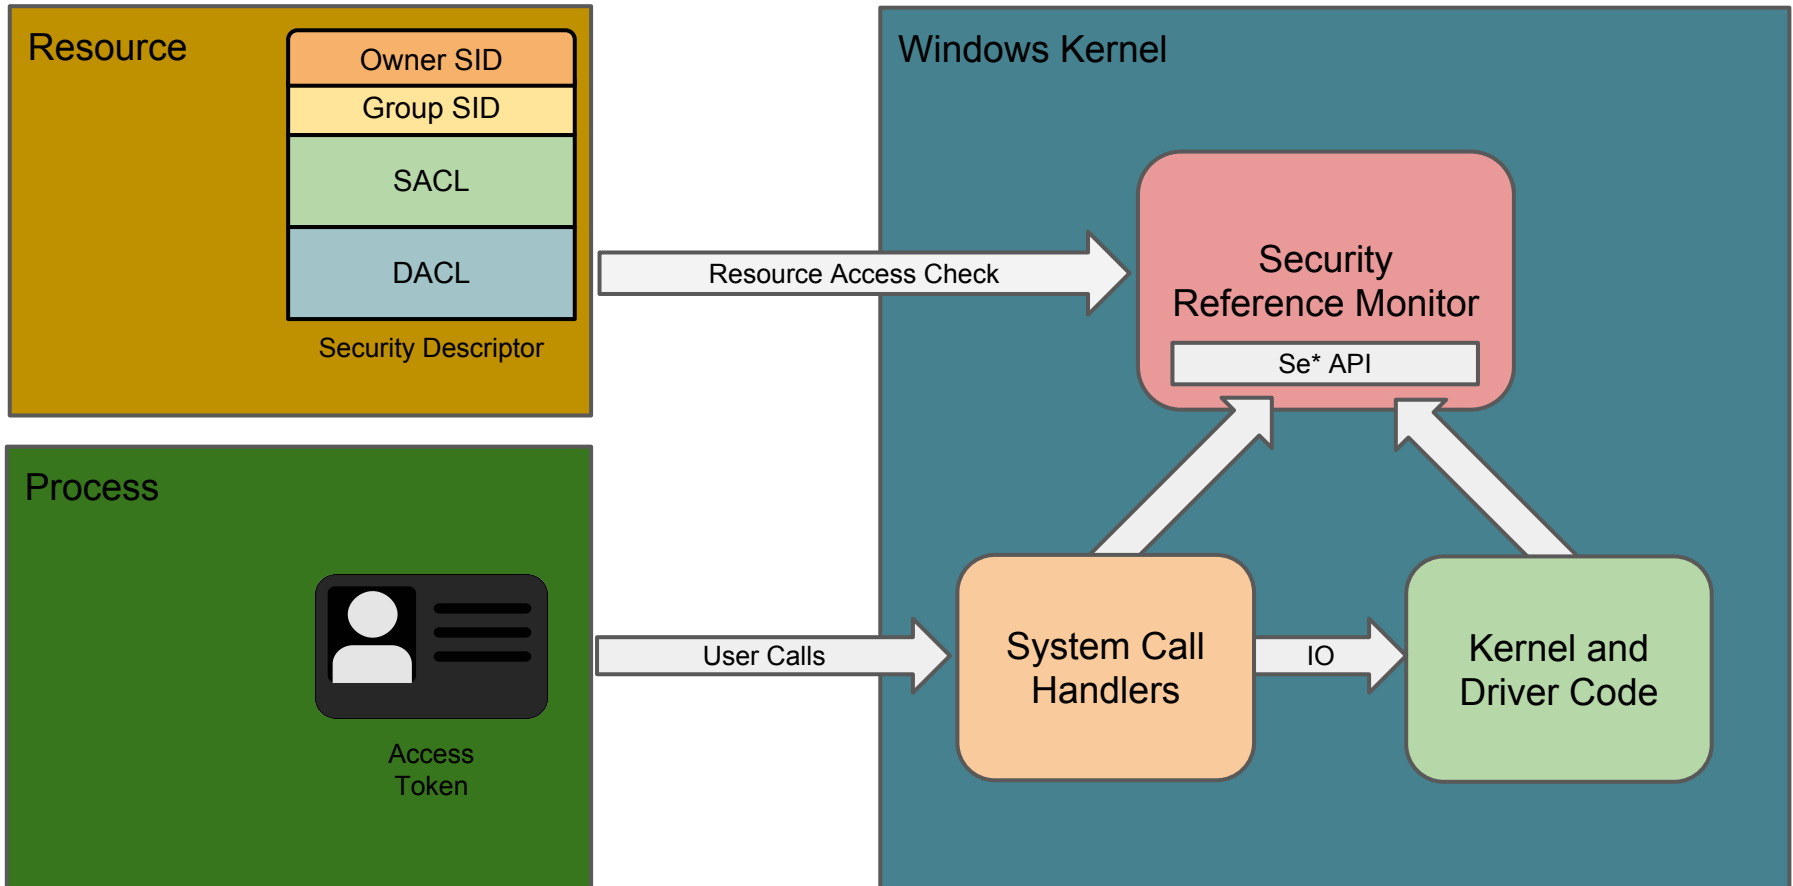 Resource
Owner SID
Group SID
SACL
DACL
Security Descriptor
Resource Access Check
Windows Kernel
Security
Reference Monitor
Se* API
Process
Access
Token
User Calls
System Call
Handlers
IO
Kernel and
Driver Code